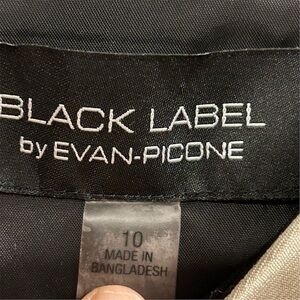 BLACK LABEL
by EVAN-PICONE
10
MADE IN
BANGLADESH